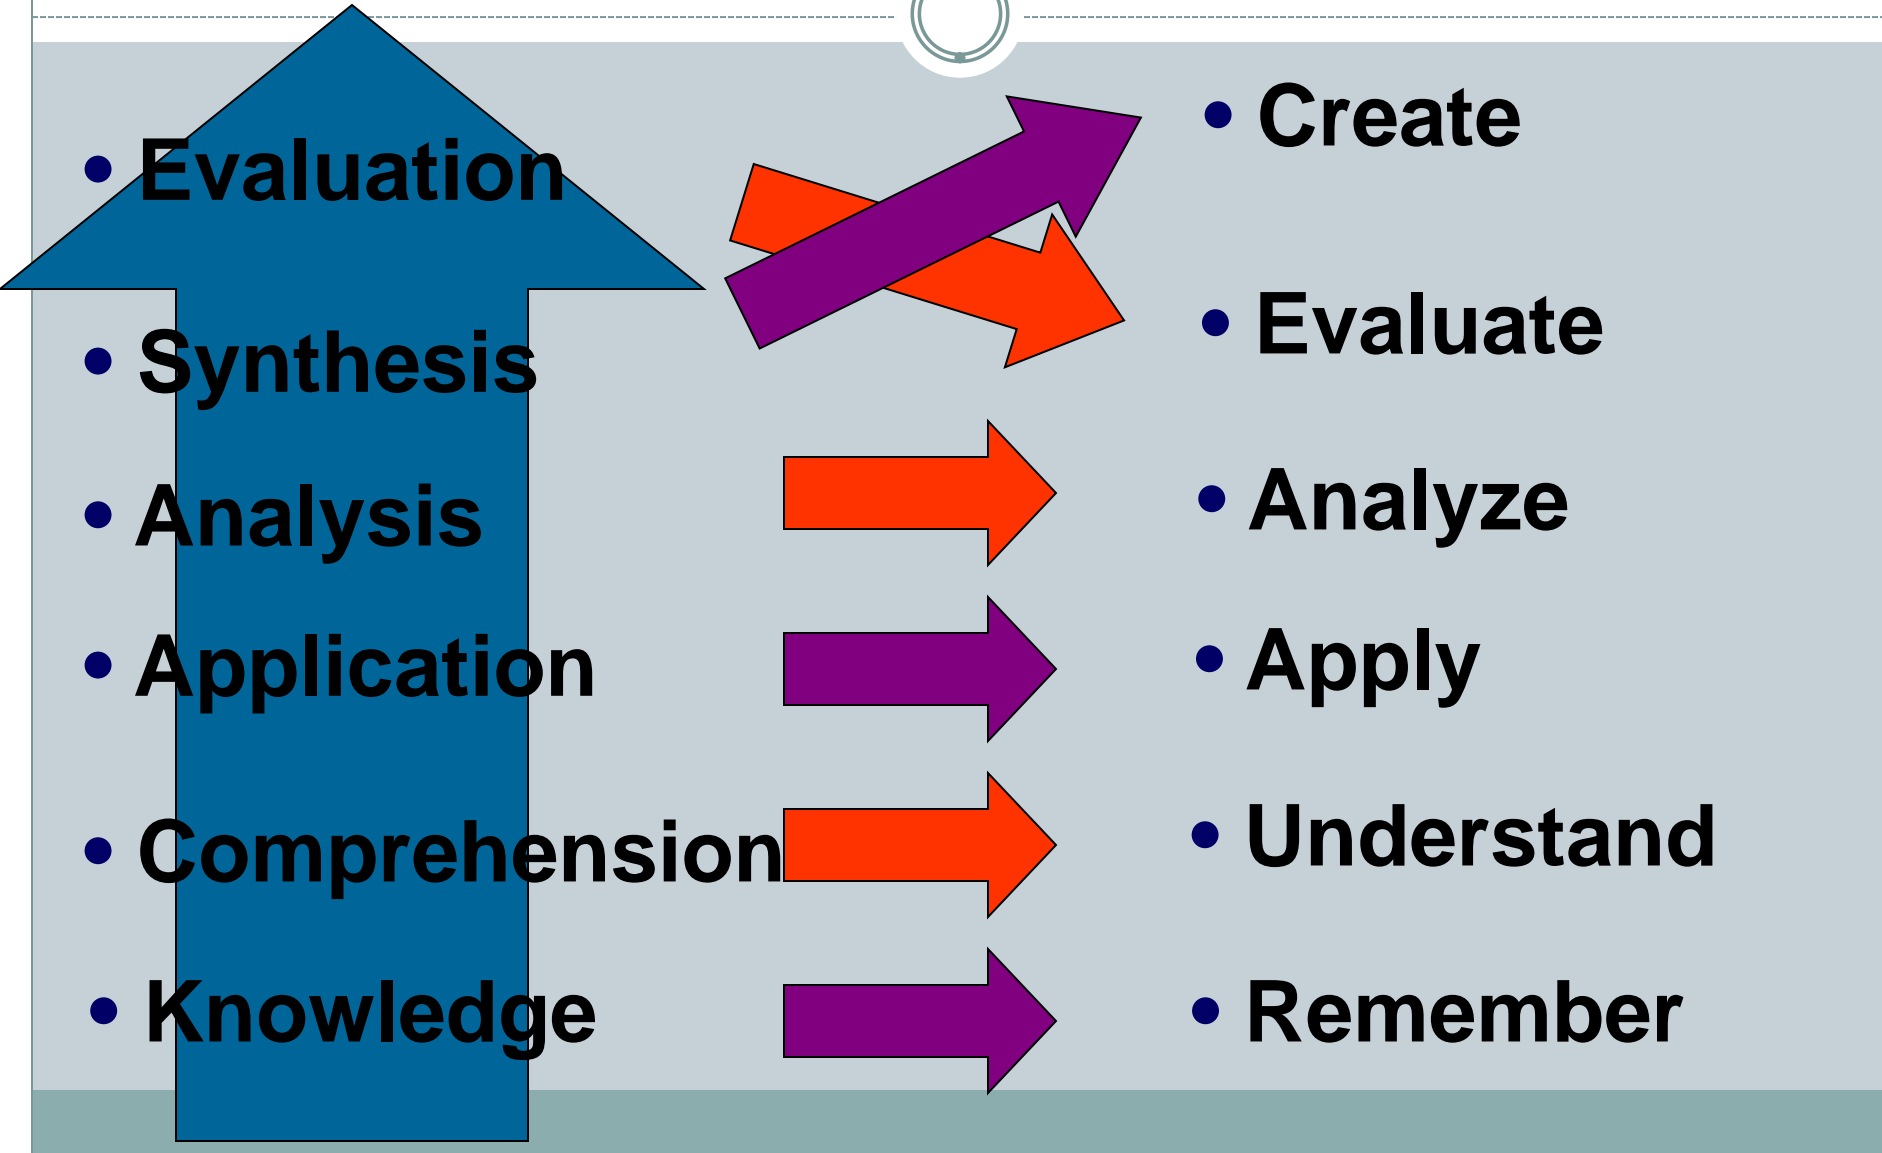 • Evaluation
• Synthesis
• Analysis
• Application
• Comprehension
• Knowledge
• Create
• Evaluate
• Analyze
• Apply
• Understand
• Remember